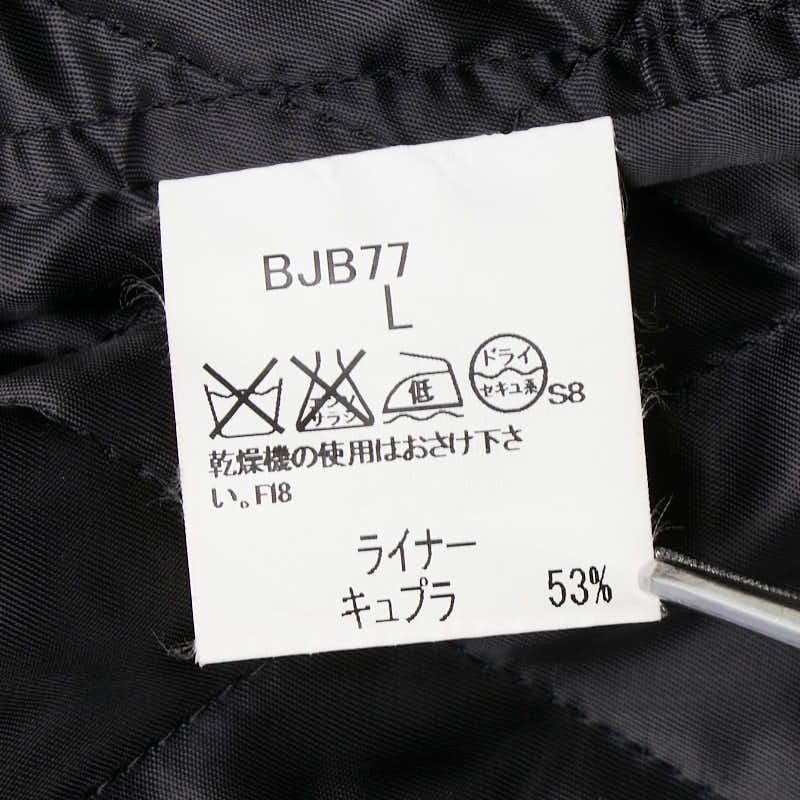 BJB77
L
エンソ
サラシ
低
ドライ
セキユ系
S8
乾燥機の使用はおさけ下さ
い。F18
ライナー
キュプラ 53%